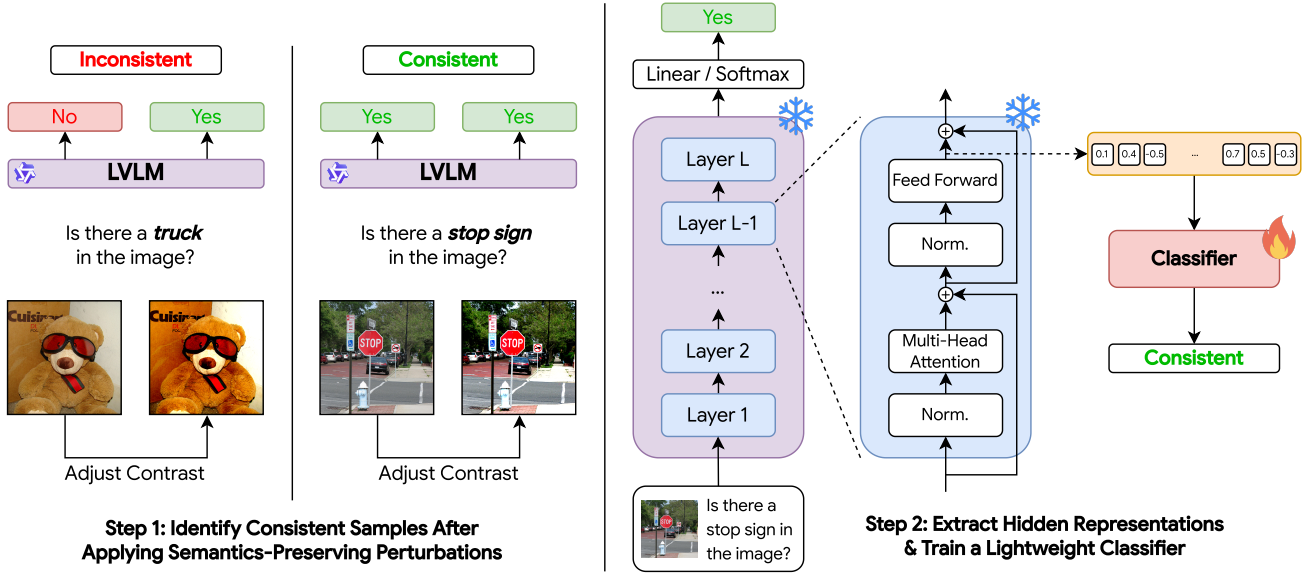 Inconsistent
No
Yes
LVLM
Is there a truck
in the image?
Cuisinart
Adjust Contrast
Consistent
Yes
Yes
LVLM
Is there a stop sign
in the image?
STOP
STOP
Adjust Contrast
Step 1: Identify Consistent Samples After
Applying Semantics-Preserving Perturbations
Yes
Linear / Softmax
Layer L
Layer L-1
...
Layer 2
Layer 1
Is there a
stop sign in
the image?
Feed Forward
Norm.
Multi-Head
Attention
Norm.
0.1 0.4 -0.5 ... 0.7 0.5 -0.3
Classifier
Consistent
Step 2: Extract Hidden Representations
& Train a Lightweight Classifier